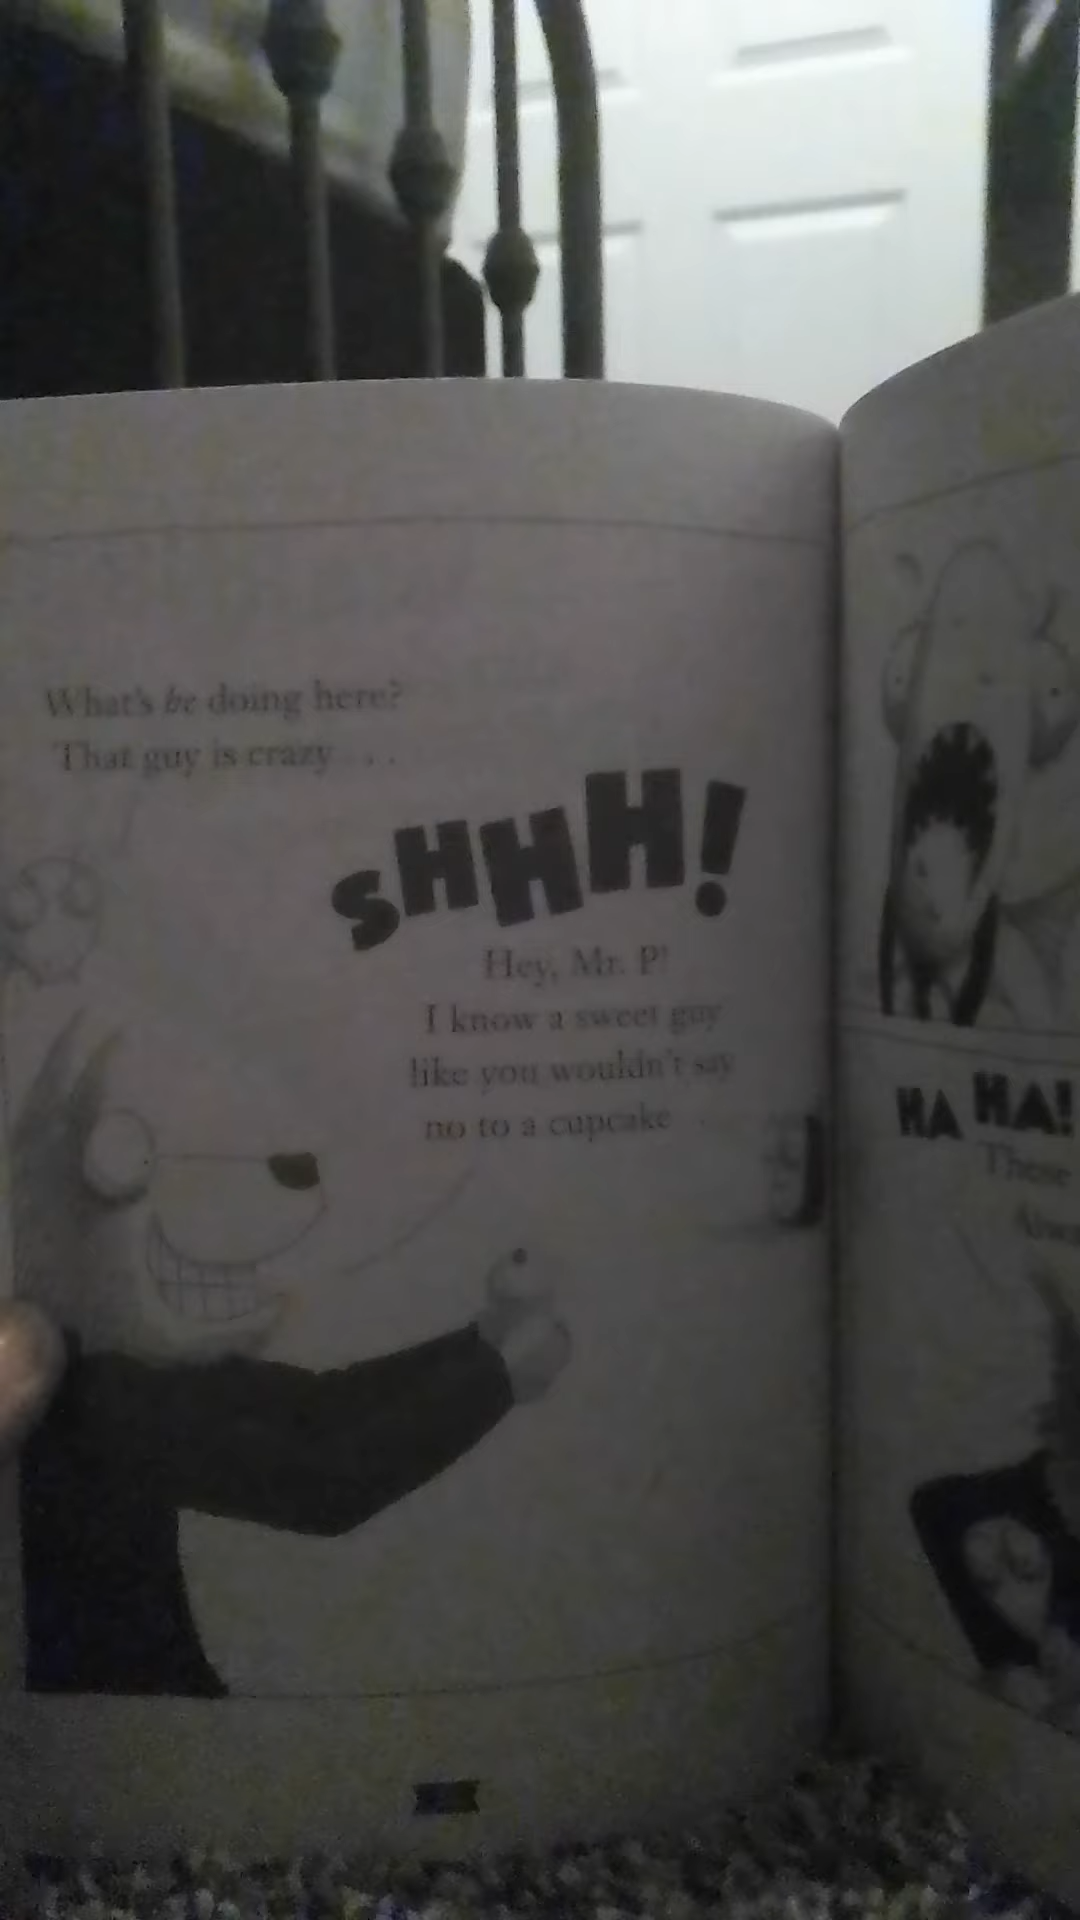 What's he doing here?
That guy is crazy . . .
SHHH!
Hey, Mr. P!
I know a sweet guy
like you wouldn't say
no to a cupcake . . .
HA HA!
These